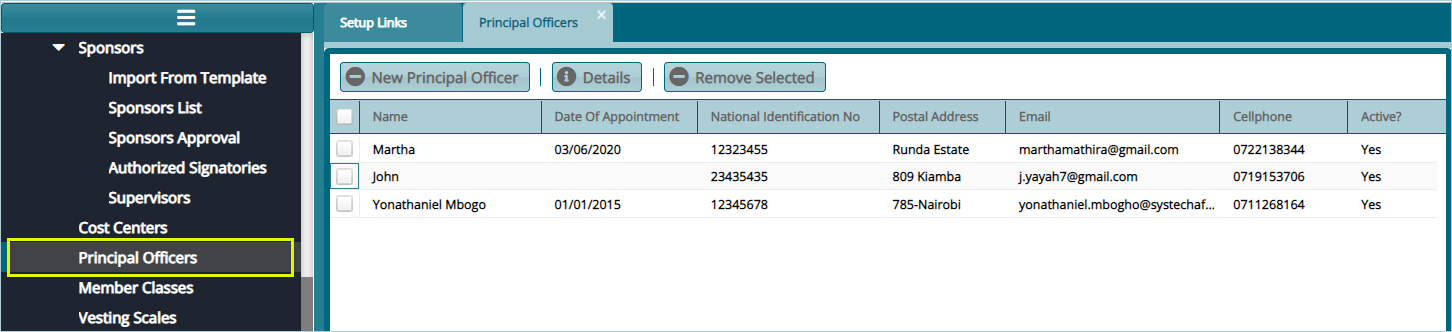 Sponsors
Import From Template
Sponsors List
Sponsors Approval
Authorized Signatories
Supervisors
Cost Centers
Principal Officers
Member Classes
Vesting Scales
Setup Links Principal Officers
New Principal Officer Details Remove Selected
Name Date Of Appointment National Identification No Postal Address Email Cellphone Active?
Martha 03/06/2020 12323455 Runda Estate marthamathira@gmail.com 0722138344 Yes
John 23435435 809 Kiamba j.yayah7@gmail.com 0719153706 Yes
Yonathaniel Mbogo 01/01/2015 12345678 785-Nairobi yonathaniel.mbogho@systechaf... 0711268164 Yes